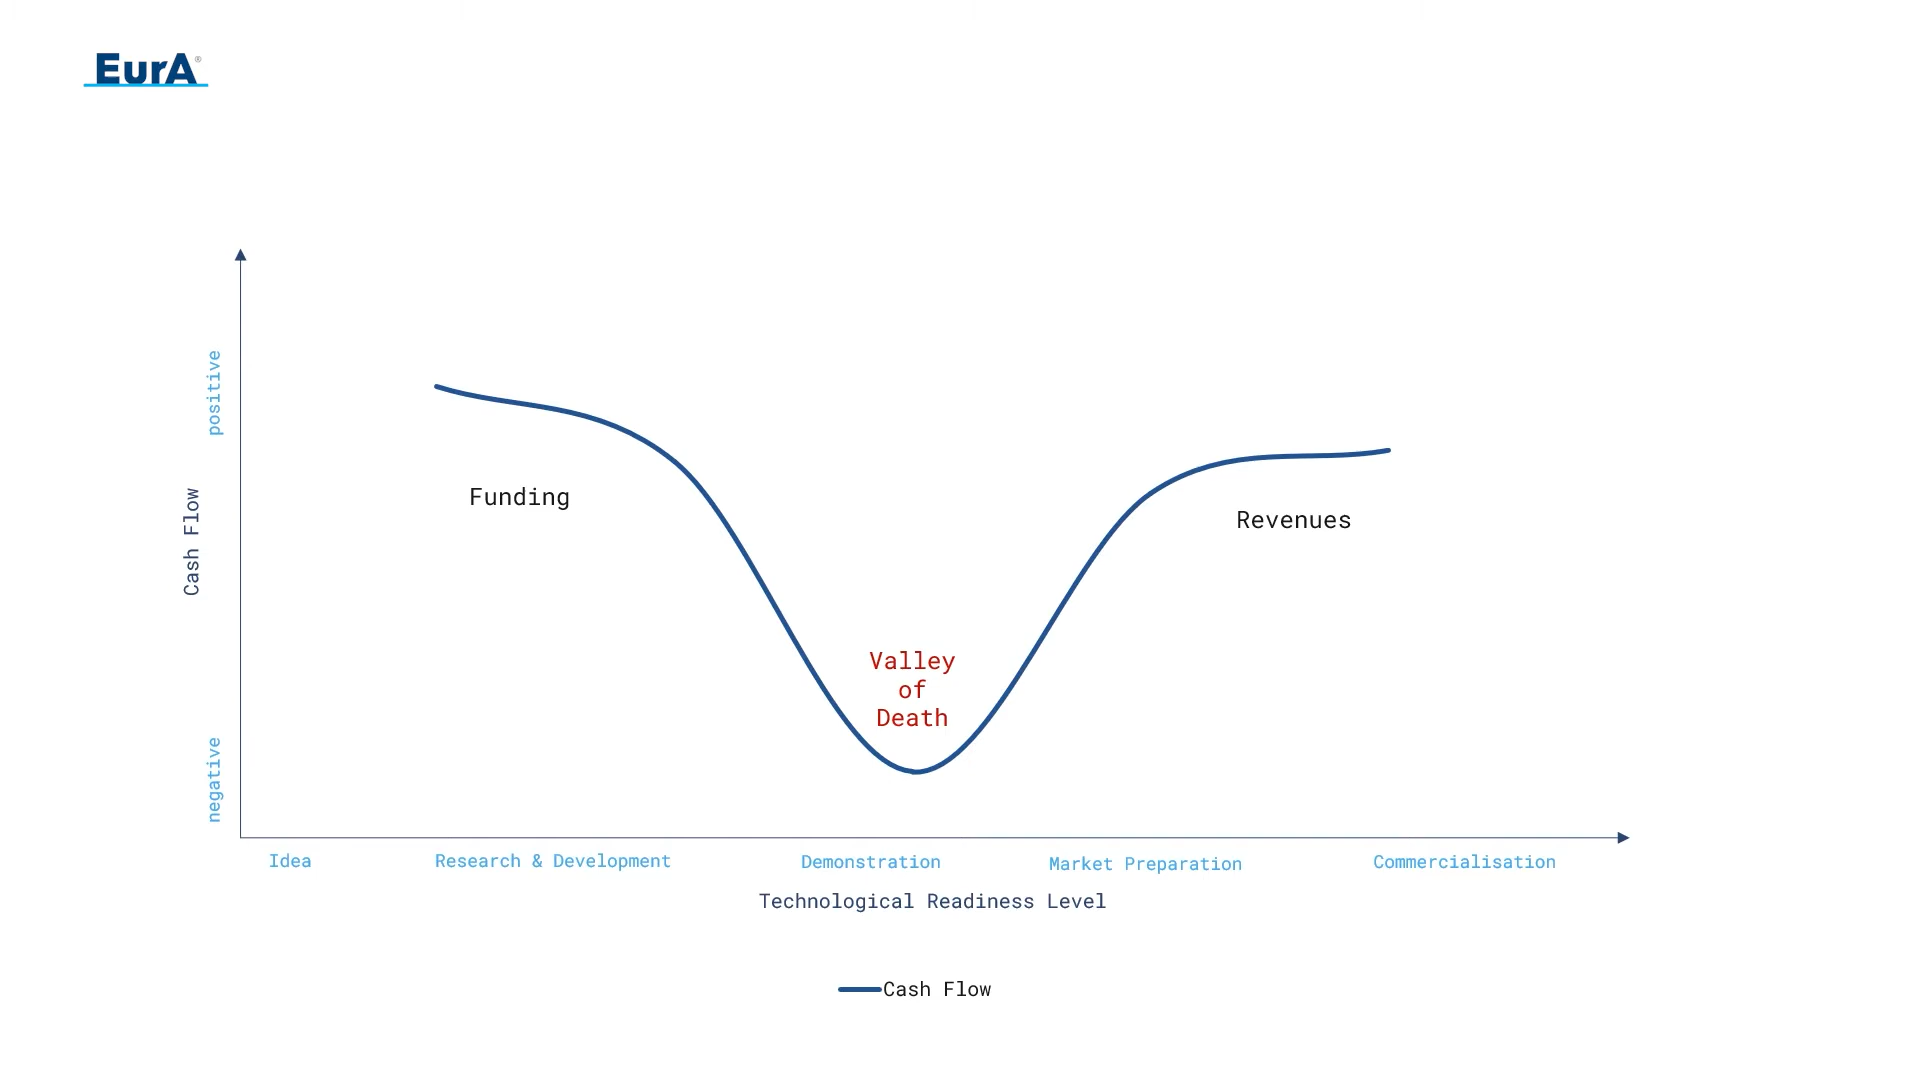 EurA®
positive
Cash Flow
negative
Funding
Revenues
Valley
of
Death
Idea
Research & Development
Demonstration
Market Preparation
Commercialisation
Technological Readiness Level
Cash Flow